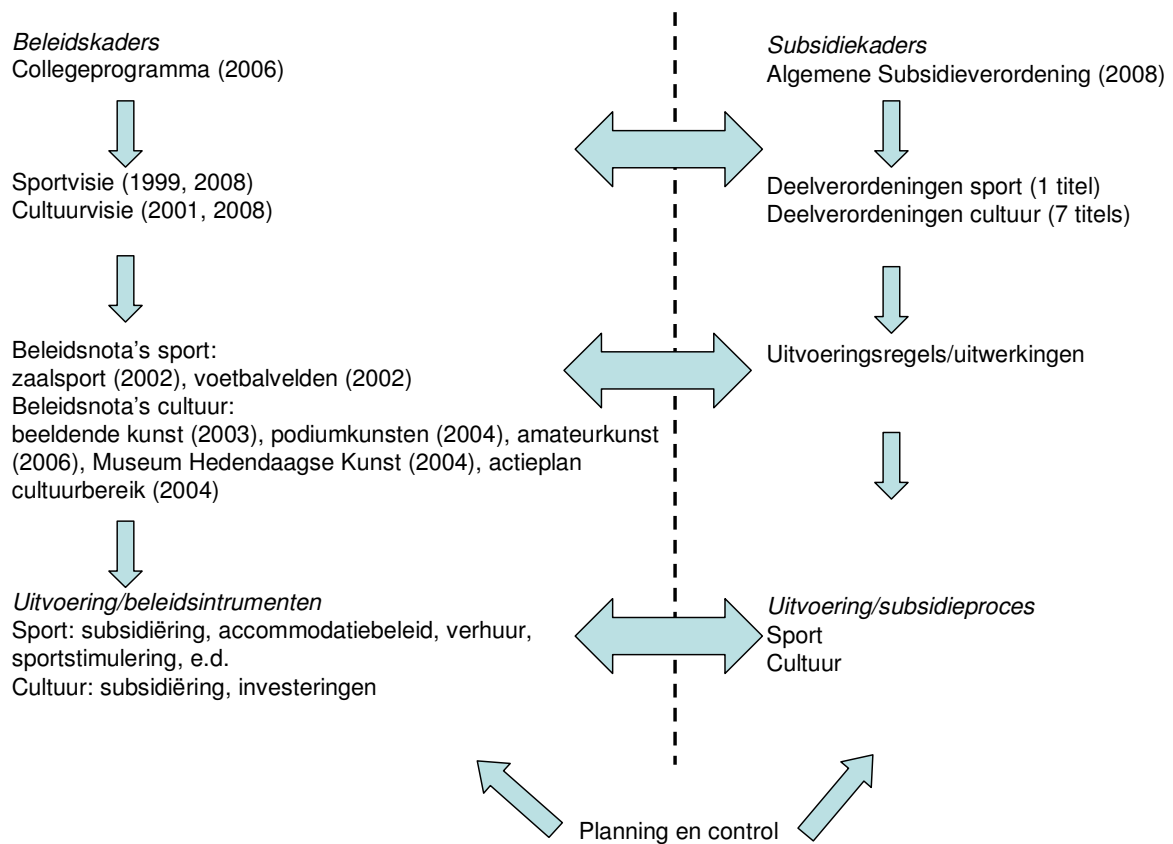 Beleidskaders
Collegeprogramma (2006)
Sportvisie (1999, 2008)
Cultuurvisie (2001, 2008)
Beleidsnota's sport:
zaalsport (2002), voetbalvelden (2002)
Beleidsnota's cultuur:
beeldende kunst (2003), podiumkunsten (2004), amateurkunst
(2006), Museum Hedendaagse Kunst (2004), actieplan
cultuurbereik (2004)
Uitvoering/beleidsintrumenten
Sport: subsidiëring, accommodatiebeleid, verhuur,
sportstimulering, e.d.
Cultuur: subsidiëring, investeringen
Subsidiekaders
Algemene Subsidieverordening (2008)
Deelverordeningen sport (1 titel)
Deelverordeningen cultuur (7 titels)
Uitvoeringsregels/uitwerkingen
Uitvoering/subsidieproces
Sport
Cultuur
Planning en control